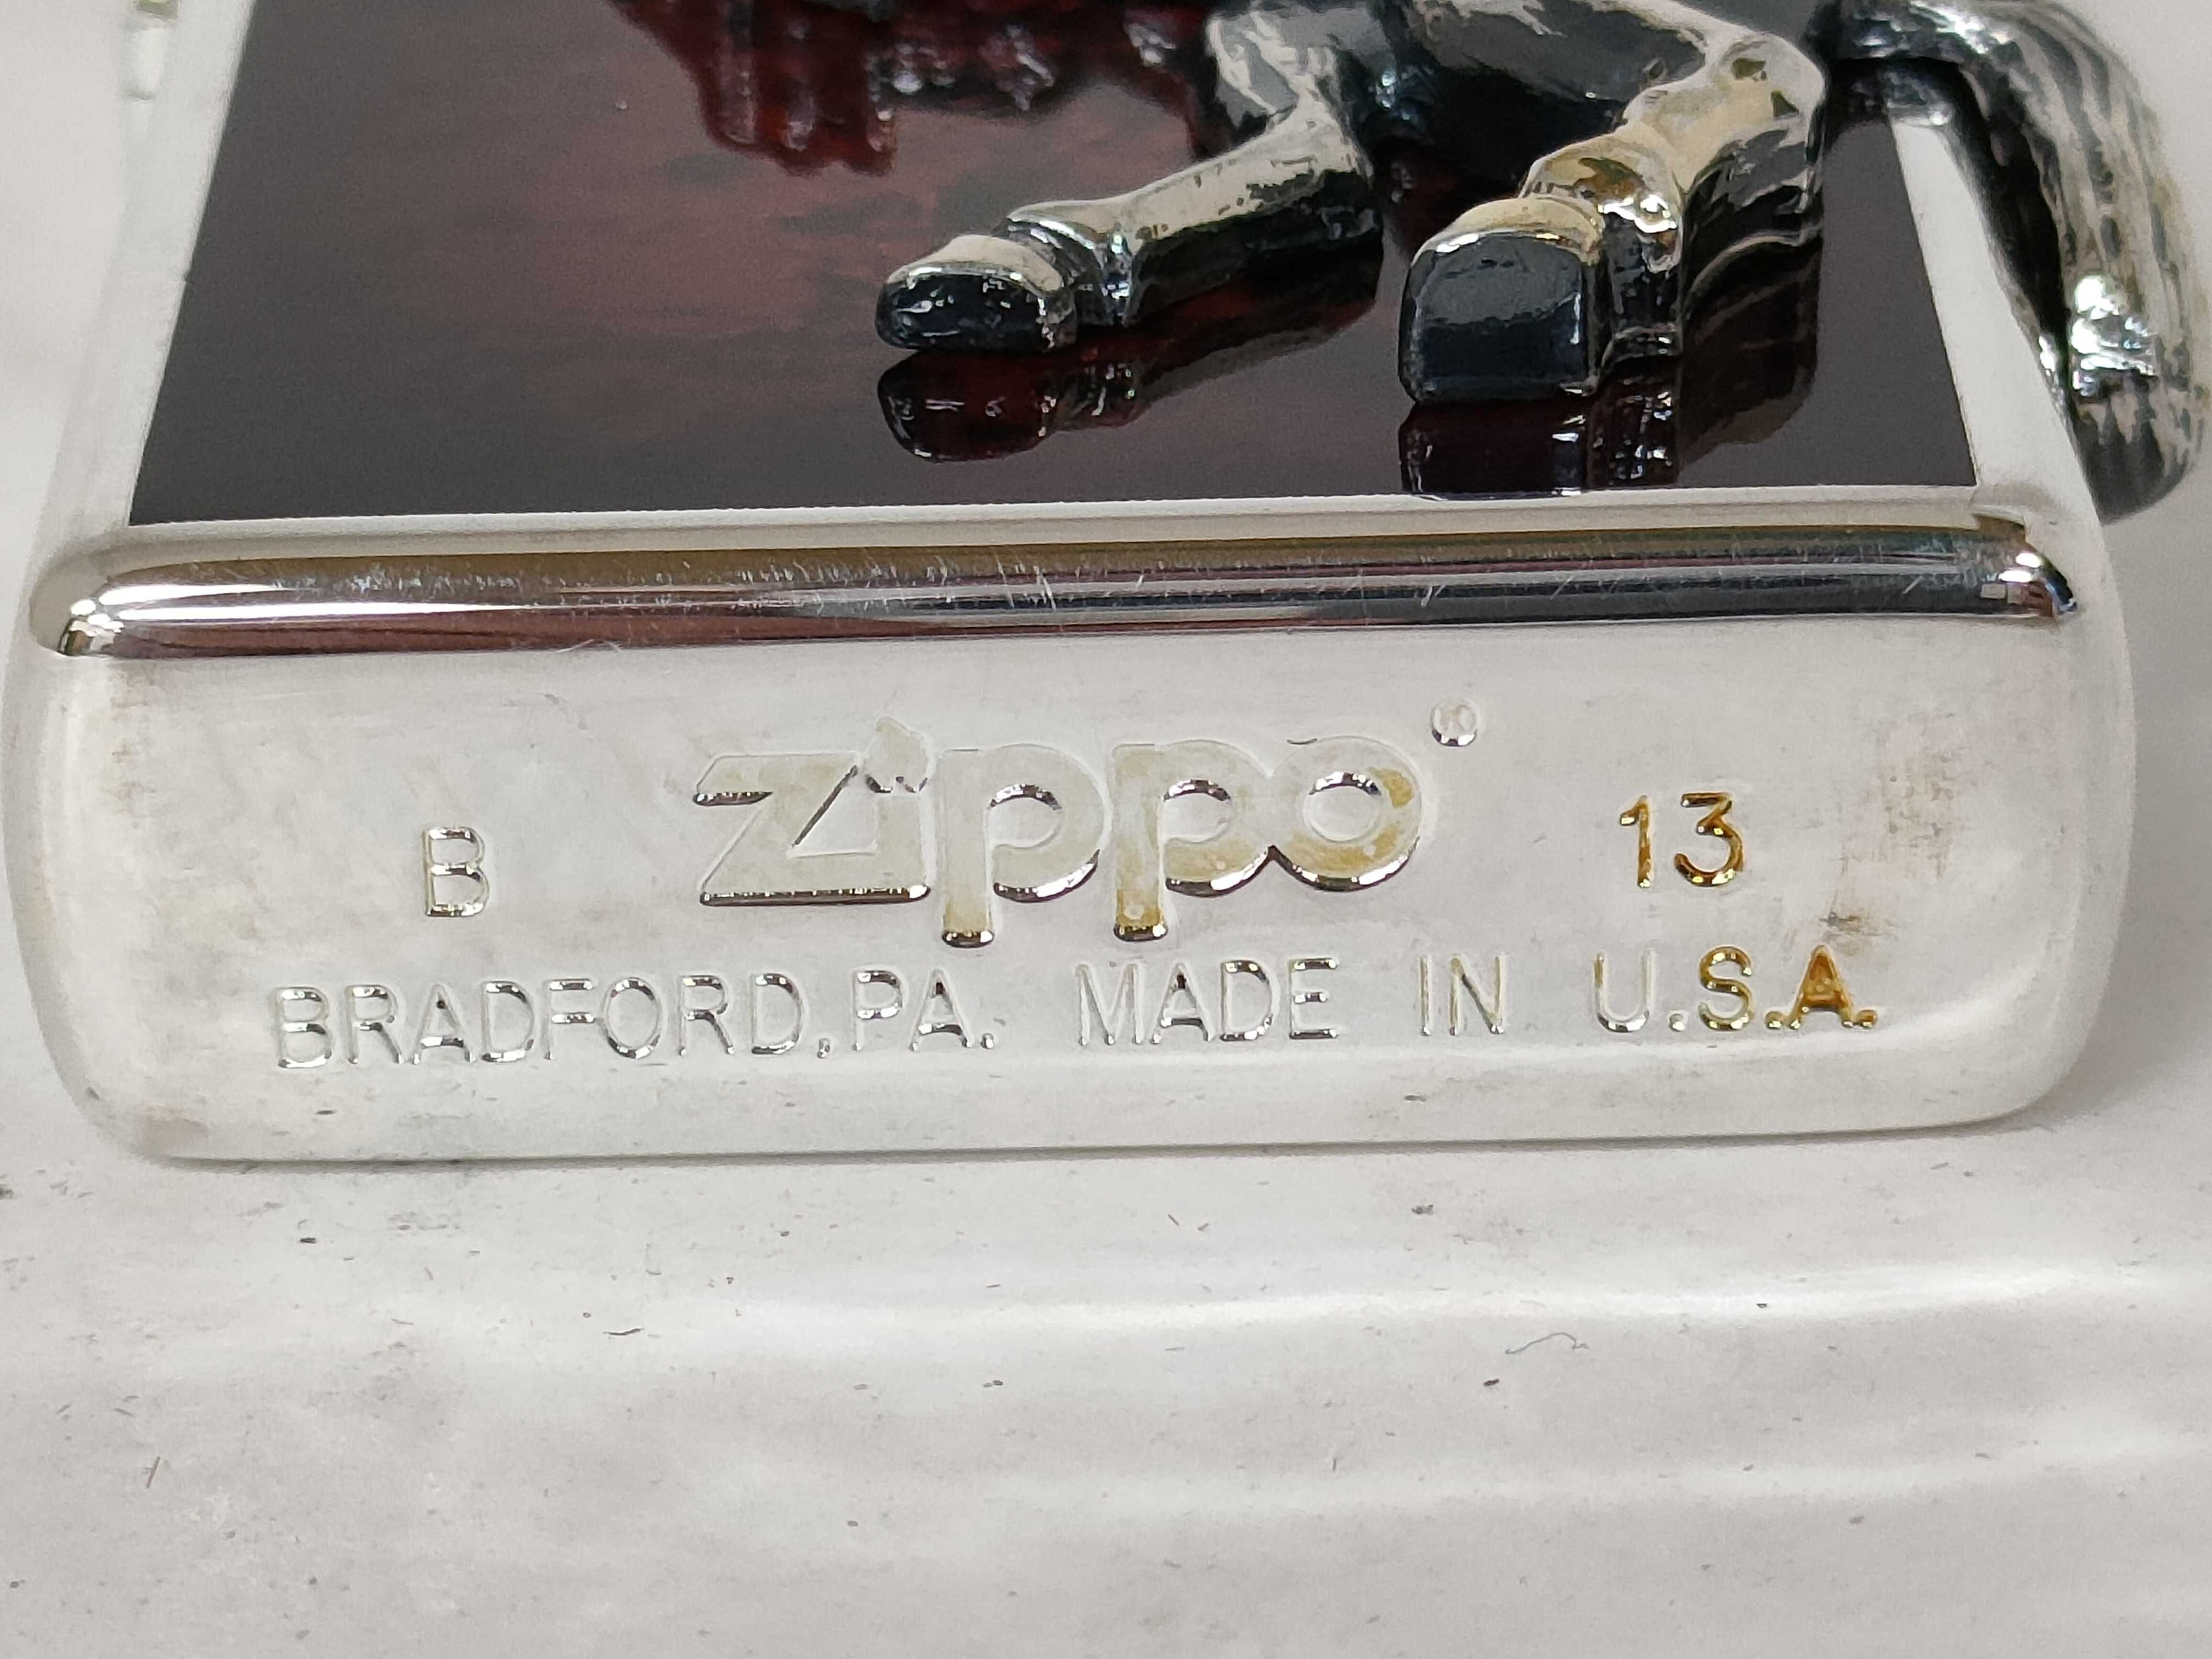 B Zippo® 13
BRADFORD, PA. MADE IN U.S.A.